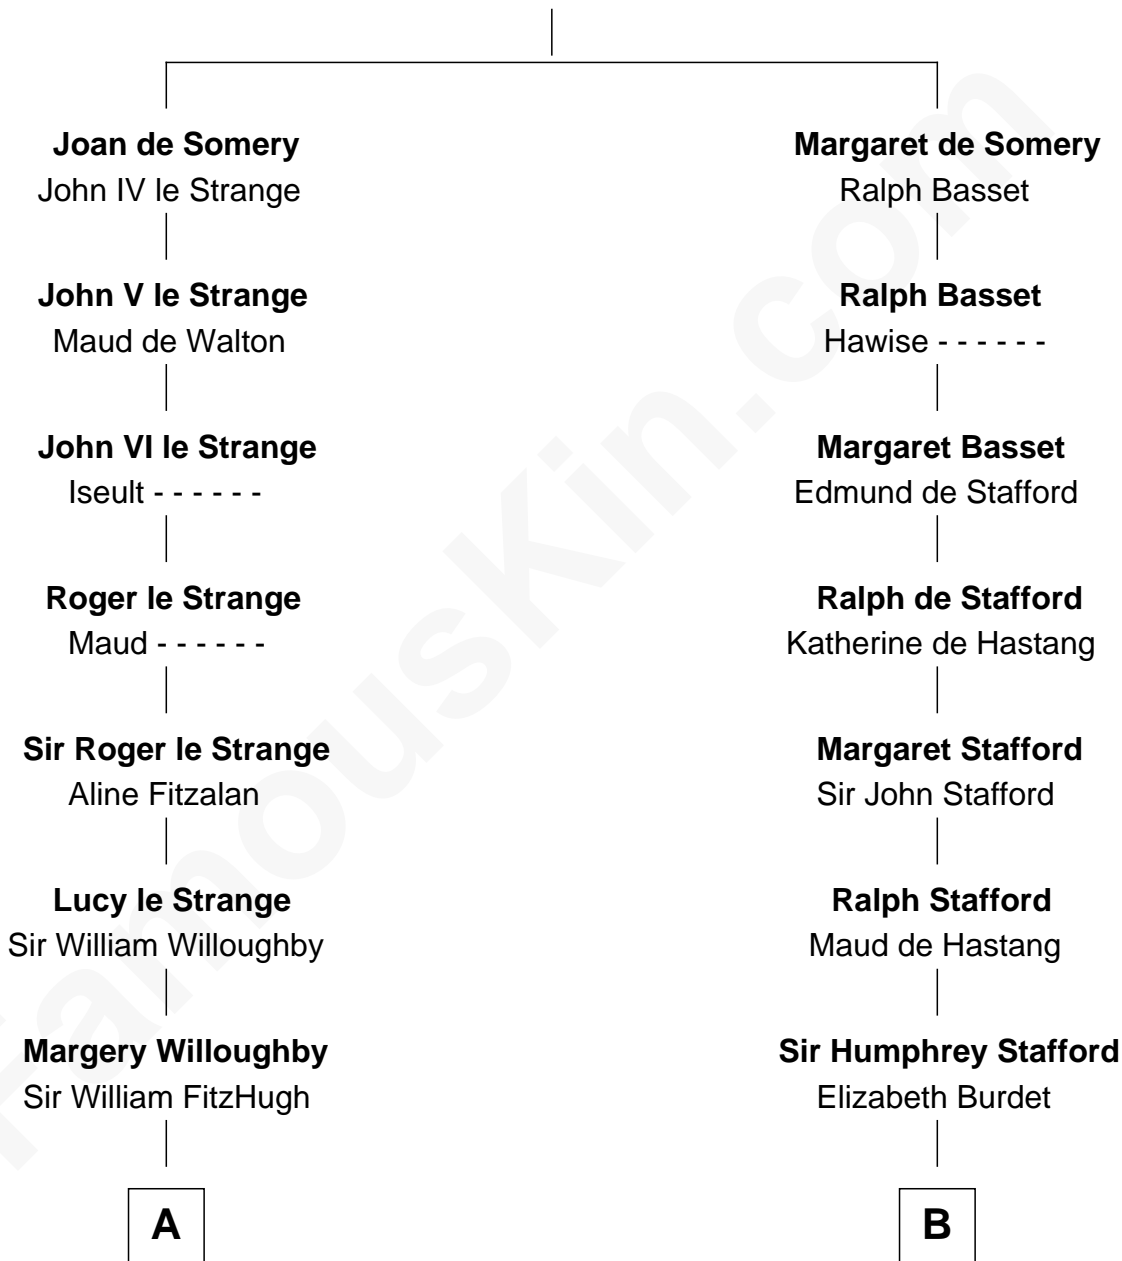 Joan de Somery
John IV le Strange
John V le Strange
Maud de Walton
John VI le Strange
Iseult - - - - - -
Roger le Strange
Maud - - - - - -
Sir Roger le Strange
Aline Fitzalan
Lucy le Strange
Sir William Willoughby
Margery Willoughby
Sir William FitzHugh
A
Margaret de Somery
Ralph Basset
Ralph Basset
Hawise - - - - - -
Margaret Basset
Edmund de Stafford
Ralph de Stafford
Katherine de Hastang
Margaret Stafford
Sir John Stafford
Ralph Stafford
Maud de Hastang
Sir Humphrey Stafford
Elizabeth Burdet
B
FamousKin.com